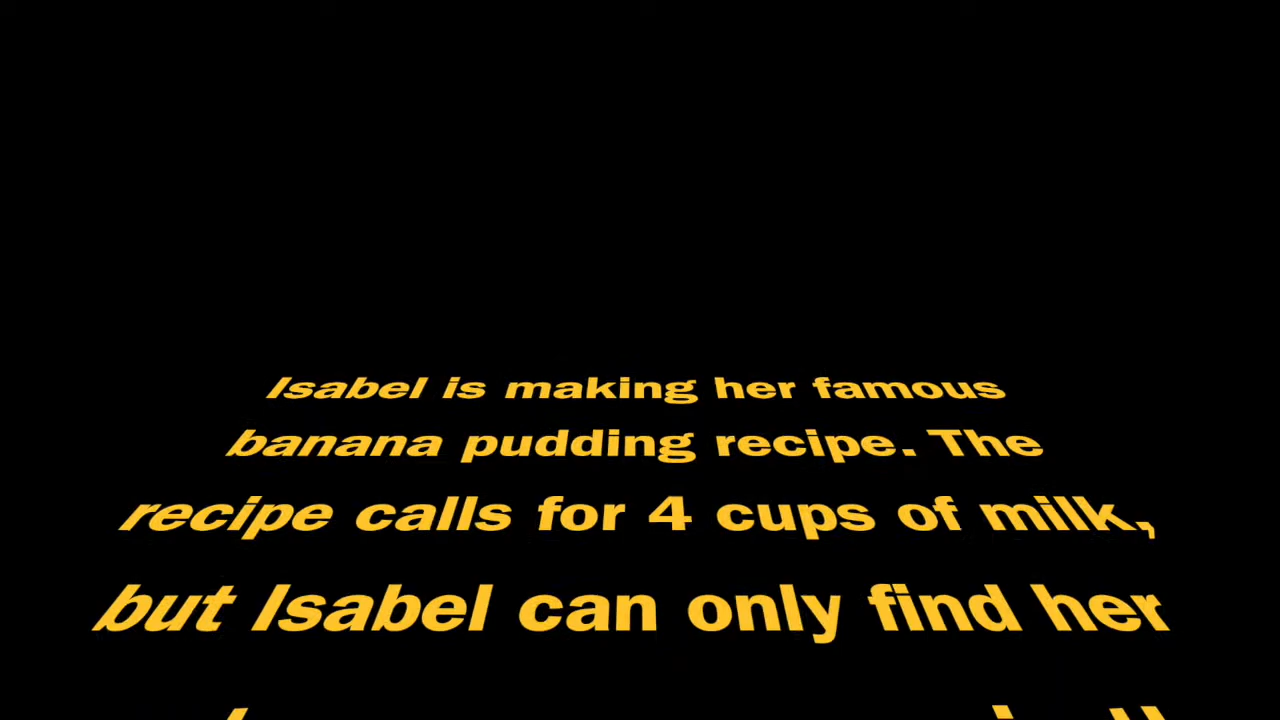 Isabel is making her famous
banana pudding recipe. The
recipe calls for 4 cups of milk,
but Isabel can only find her